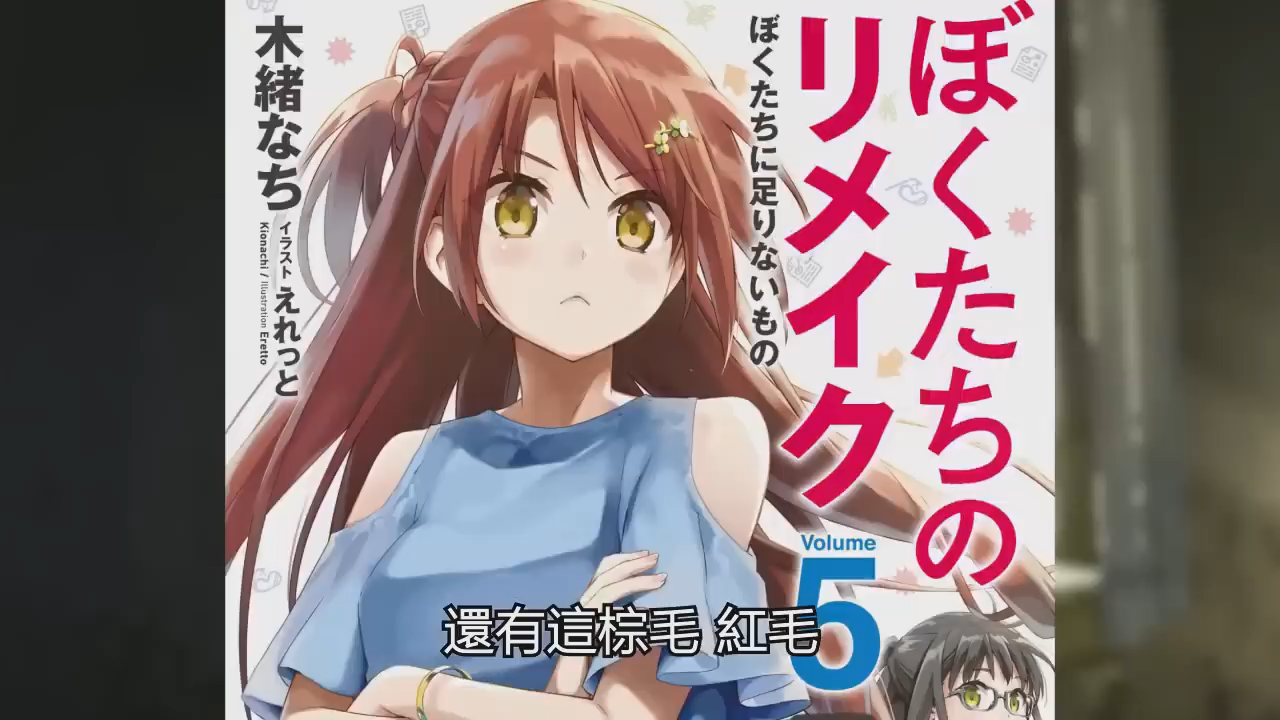 ぼくたちの
リメイク
ぼくたちに足りないもの
Volume
5
木緒なち
イラスト えれっと
Kionachi / Illustration Eretto
還有這棕毛 紅毛